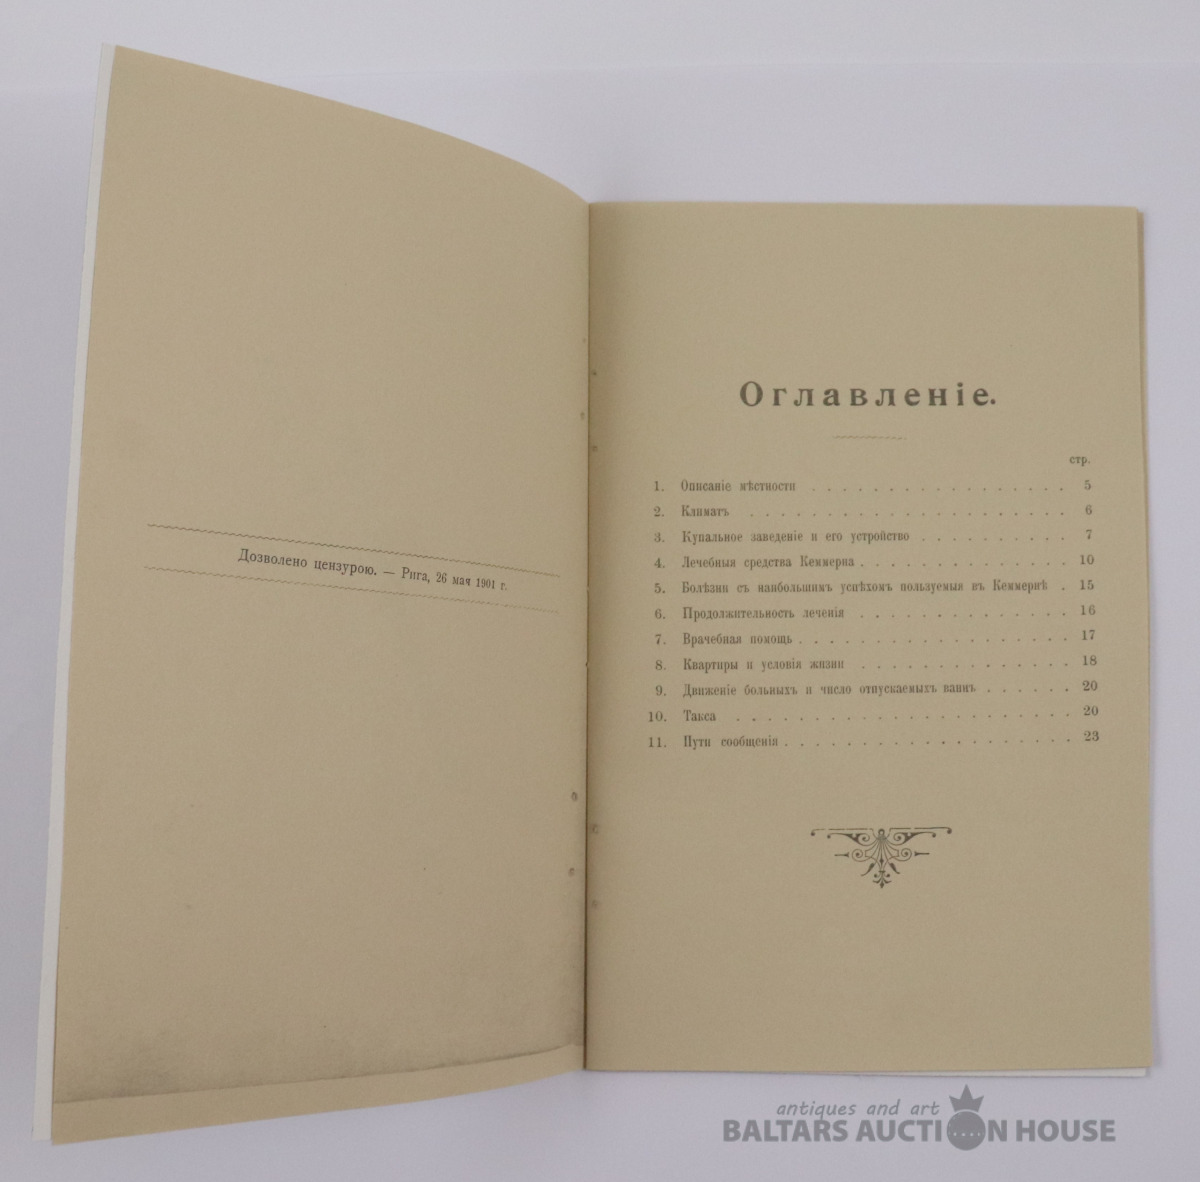 Дозволено цензурою. — Рига, 26 мая 1901 г.
Оглавленіе.
стр.
1. Описаніе мѣстности . . . . . . . . . . . . . . . . . 5
2. Климатъ . . . . . . . . . . . . . . . . . . . . . 6
3. Купальное заведеніе и его устройство . . . . . . . . . . 7
4. Лечебныя средства Кеммерна . . . . . . . . . . . . . . 10
5. Болѣзни съ наибольшимъ успѣхомъ пользуемыя въ Кеммернѣ . 15
6. Продолжительность леченія . . . . . . . . . . . . . . 16
7. Врачебная помощь . . . . . . . . . . . . . . . . . . 17
8. Квартиры и условія жизни . . . . . . . . . . . . . . 18
9. Движеніе больныхъ и число отпускаемыхъ ваннъ . . . . . . 20
10. Такса . . . . . . . . . . . . . . . . . . . . . . 20
11. Пути сообщенія . . . . . . . . . . . . . . . . . . . 23
antiques and art
BALTARS AUCTION HOUSE